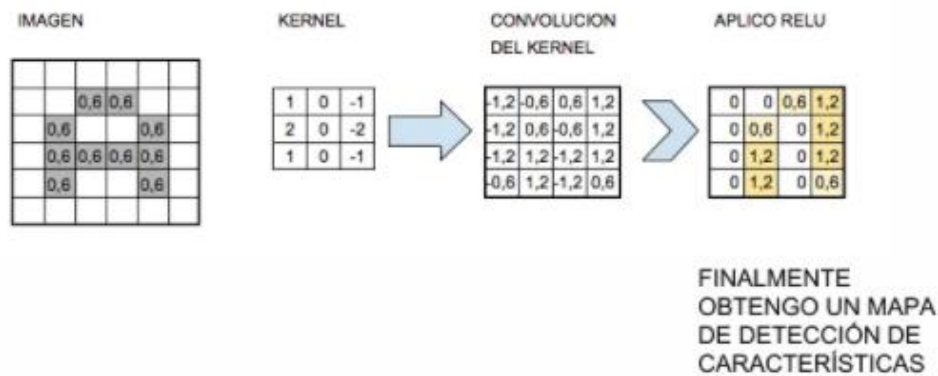 IMAGEN
KERNEL
CONVOLUCION
DEL KERNEL
APLICO RELU
0,6 0,6
0,6 0,6
0,6 0,6 0,6 0,6
0,6 0,6
1 0 -1
2 0 -2
1 0 -1
-1,2 -0,6 0,6 1,2
-1,2 0,6 -0,6 1,2
-1,2 1,2 -1,2 1,2
-0,6 1,2 -1,2 0,6
0 0 0,6 1,2
0 0,6 0 1,2
0 1,2 0 1,2
0 1,2 0 0,6
FINALMENTE
OBTENGO UN MAPA
DE DETECCIÓN DE
CARACTERÍSTICAS